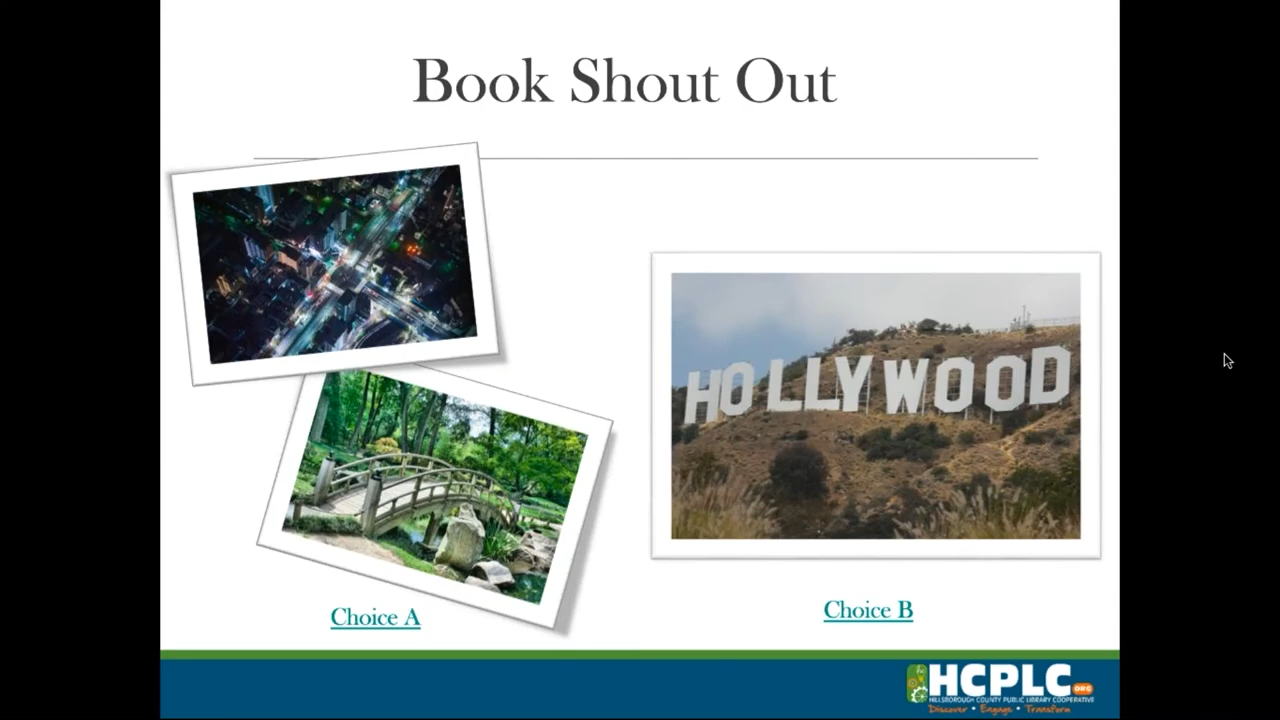 Book Shout Out
HOLLYWOOD
Choice A
Choice B
HCPLC.ORG
HILLSBOROUGH COUNTY PUBLIC LIBRARY COOPERATIVE
Discover • Engage • Transform